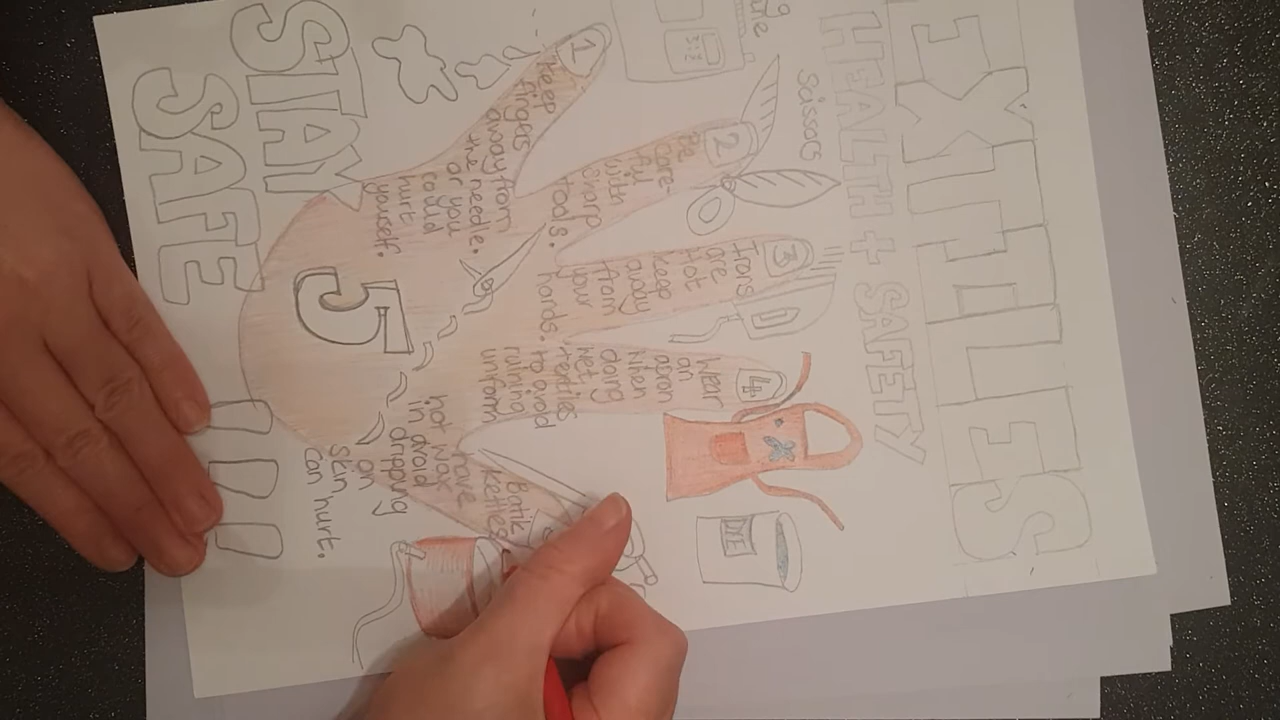 EXTILES
HEALTH + SAFETY
scissors
1
Keep
fingers
away from
the needle.
or you
could
hurt
yourself.
2
Be
care-
ful
with
sharp
tools.
3
Irons
are
Hot
keep
away
from
your
hands.
4
Wear
an
apron
when
doing
wet
textiles
to avoid
ruining
uniform
DYE
Batik
kettles
have
hot wax
in avoid
dripping
on
skin,
can hurt.
5
STAY
SAFE
!!!